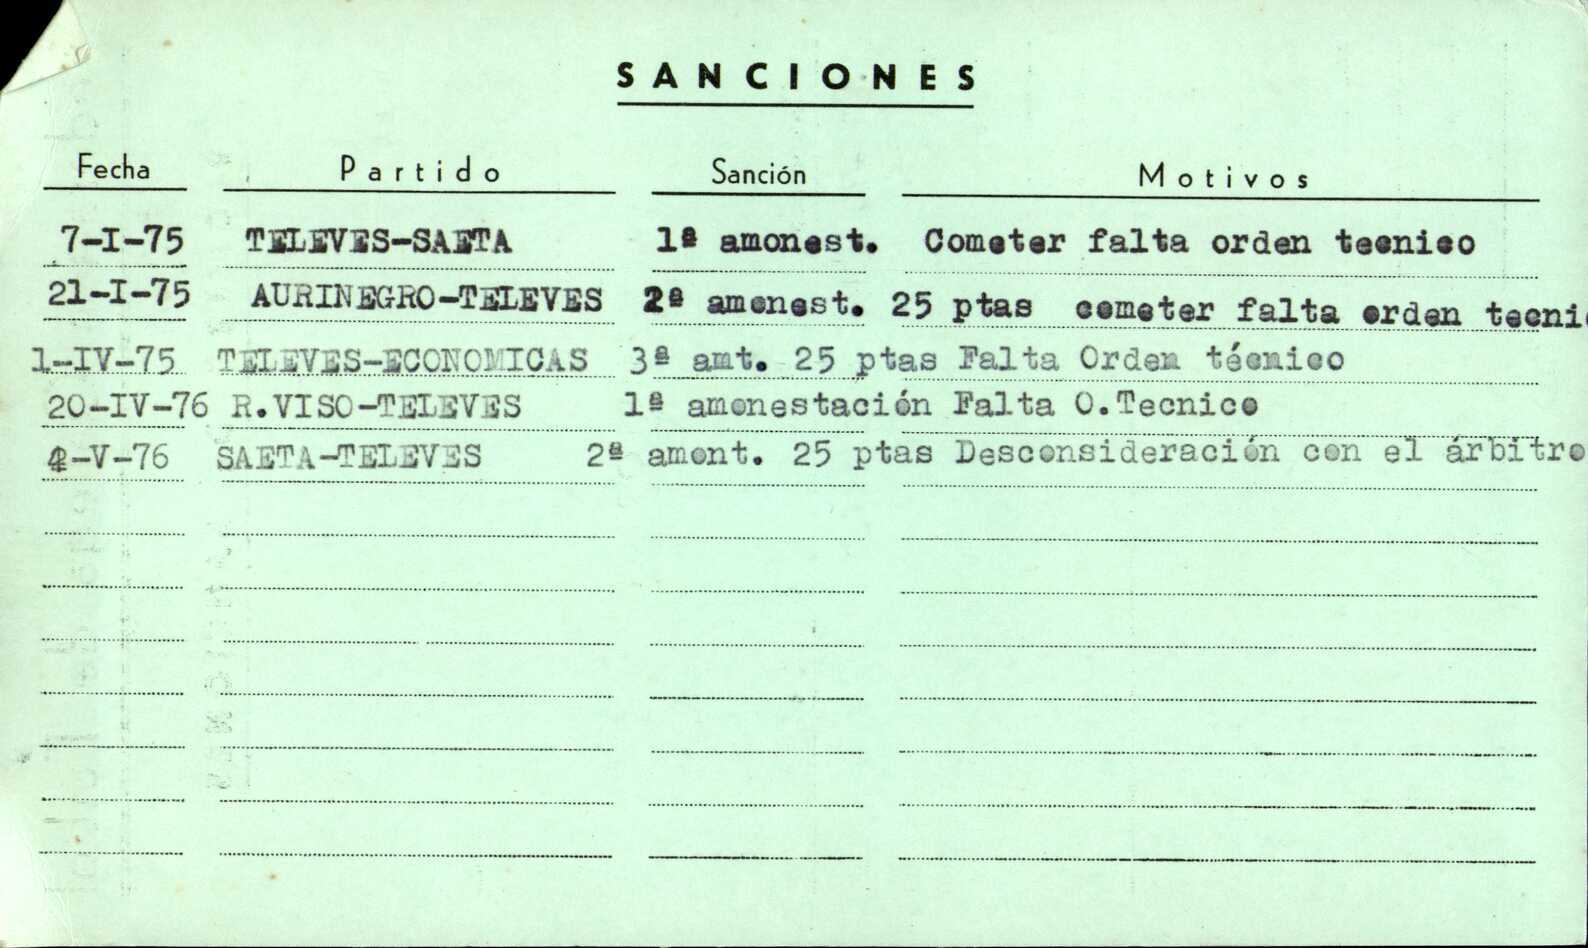 SANCIONES
Fecha Partido Sanción Motivos
7-I-75 TELEVES-SAETA 1ª amonest. Cometer falta orden tecnico
21-I-75 AURINEGRO-TELEVES 2ª amonest. 25 ptas cometer falta orden tecni
1-IV-75 TELEVES-ECONOMICAS 3ª amt. 25 ptas Falta Orden técnico
20-IV-76 R.VISO-TELEVES 1ª amonestación Falta O.Tecnico
4-V-76 SAETA-TELEVES 2ª amont. 25 ptas Desconsideración con el árbitro